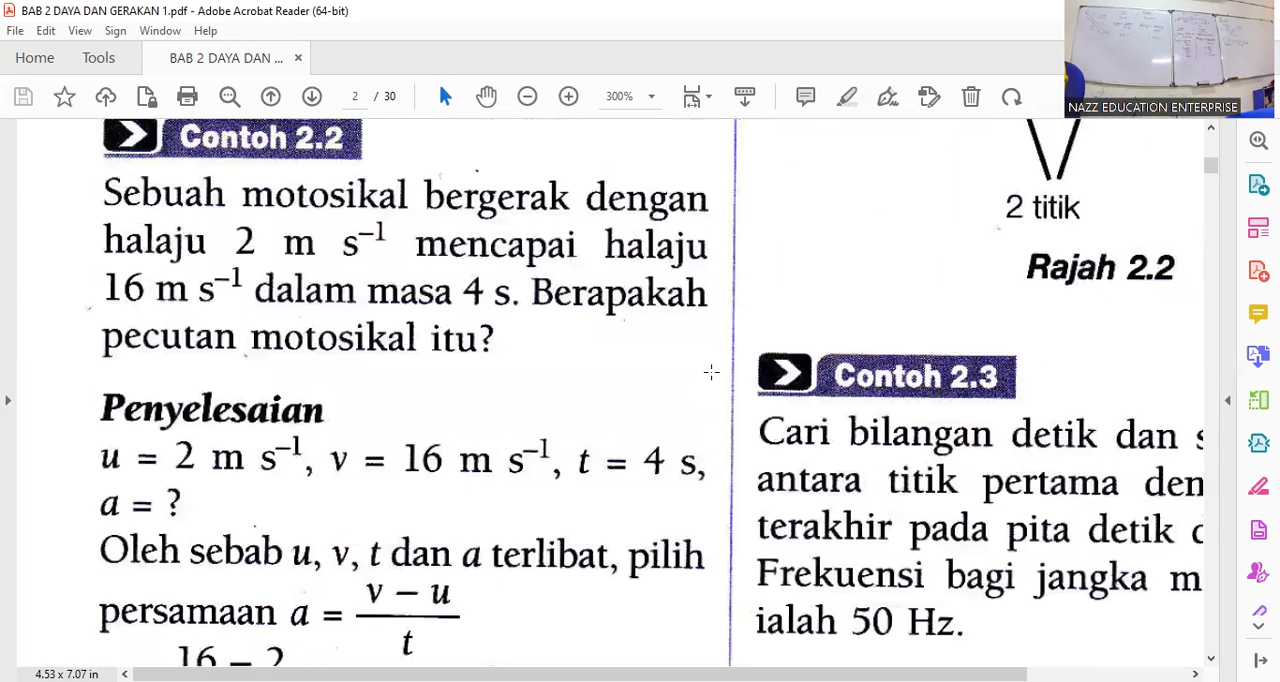 BAB 2 DAYA DAN GERAKAN 1.pdf - Adobe Acrobat Reader (64-bit)
File Edit View Sign Window Help
Home Tools BAB 2 DAYA DAN ... ×
2 / 30 300%
NAZZ EDUCATION ENTERPRISE
Contoh 2.2
Sebuah motosikal bergerak dengan
halaju 2 m s⁻¹ mencapai halaju
16 m s⁻¹ dalam masa 4 s. Berapakah
pecutan motosikal itu?
Penyelesaian
u = 2 m s⁻¹, v = 16 m s⁻¹, t = 4 s,
a = ?
Oleh sebab u, v, t dan a terlibat, pilih
persamaan a = v − u / t
16 − 2
2 titik
Rajah 2.2
Contoh 2.3
Cari bilangan detik dan s
antara titik pertama den
terakhir pada pita detik d
Frekuensi bagi jangka m
ialah 50 Hz.
4.53 x 7.07 in